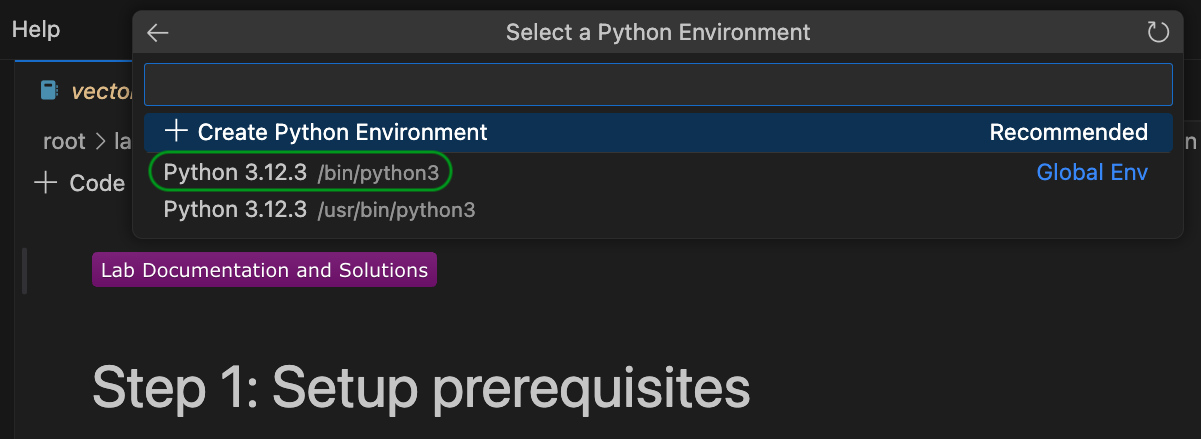 Help
Select a Python Environment
vector
Create Python Environment Recommended
root > la
Python 3.12.3 /bin/python3 Global Env
Code
Python 3.12.3 /usr/bin/python3
Lab Documentation and Solutions
Step 1: Setup prerequisites